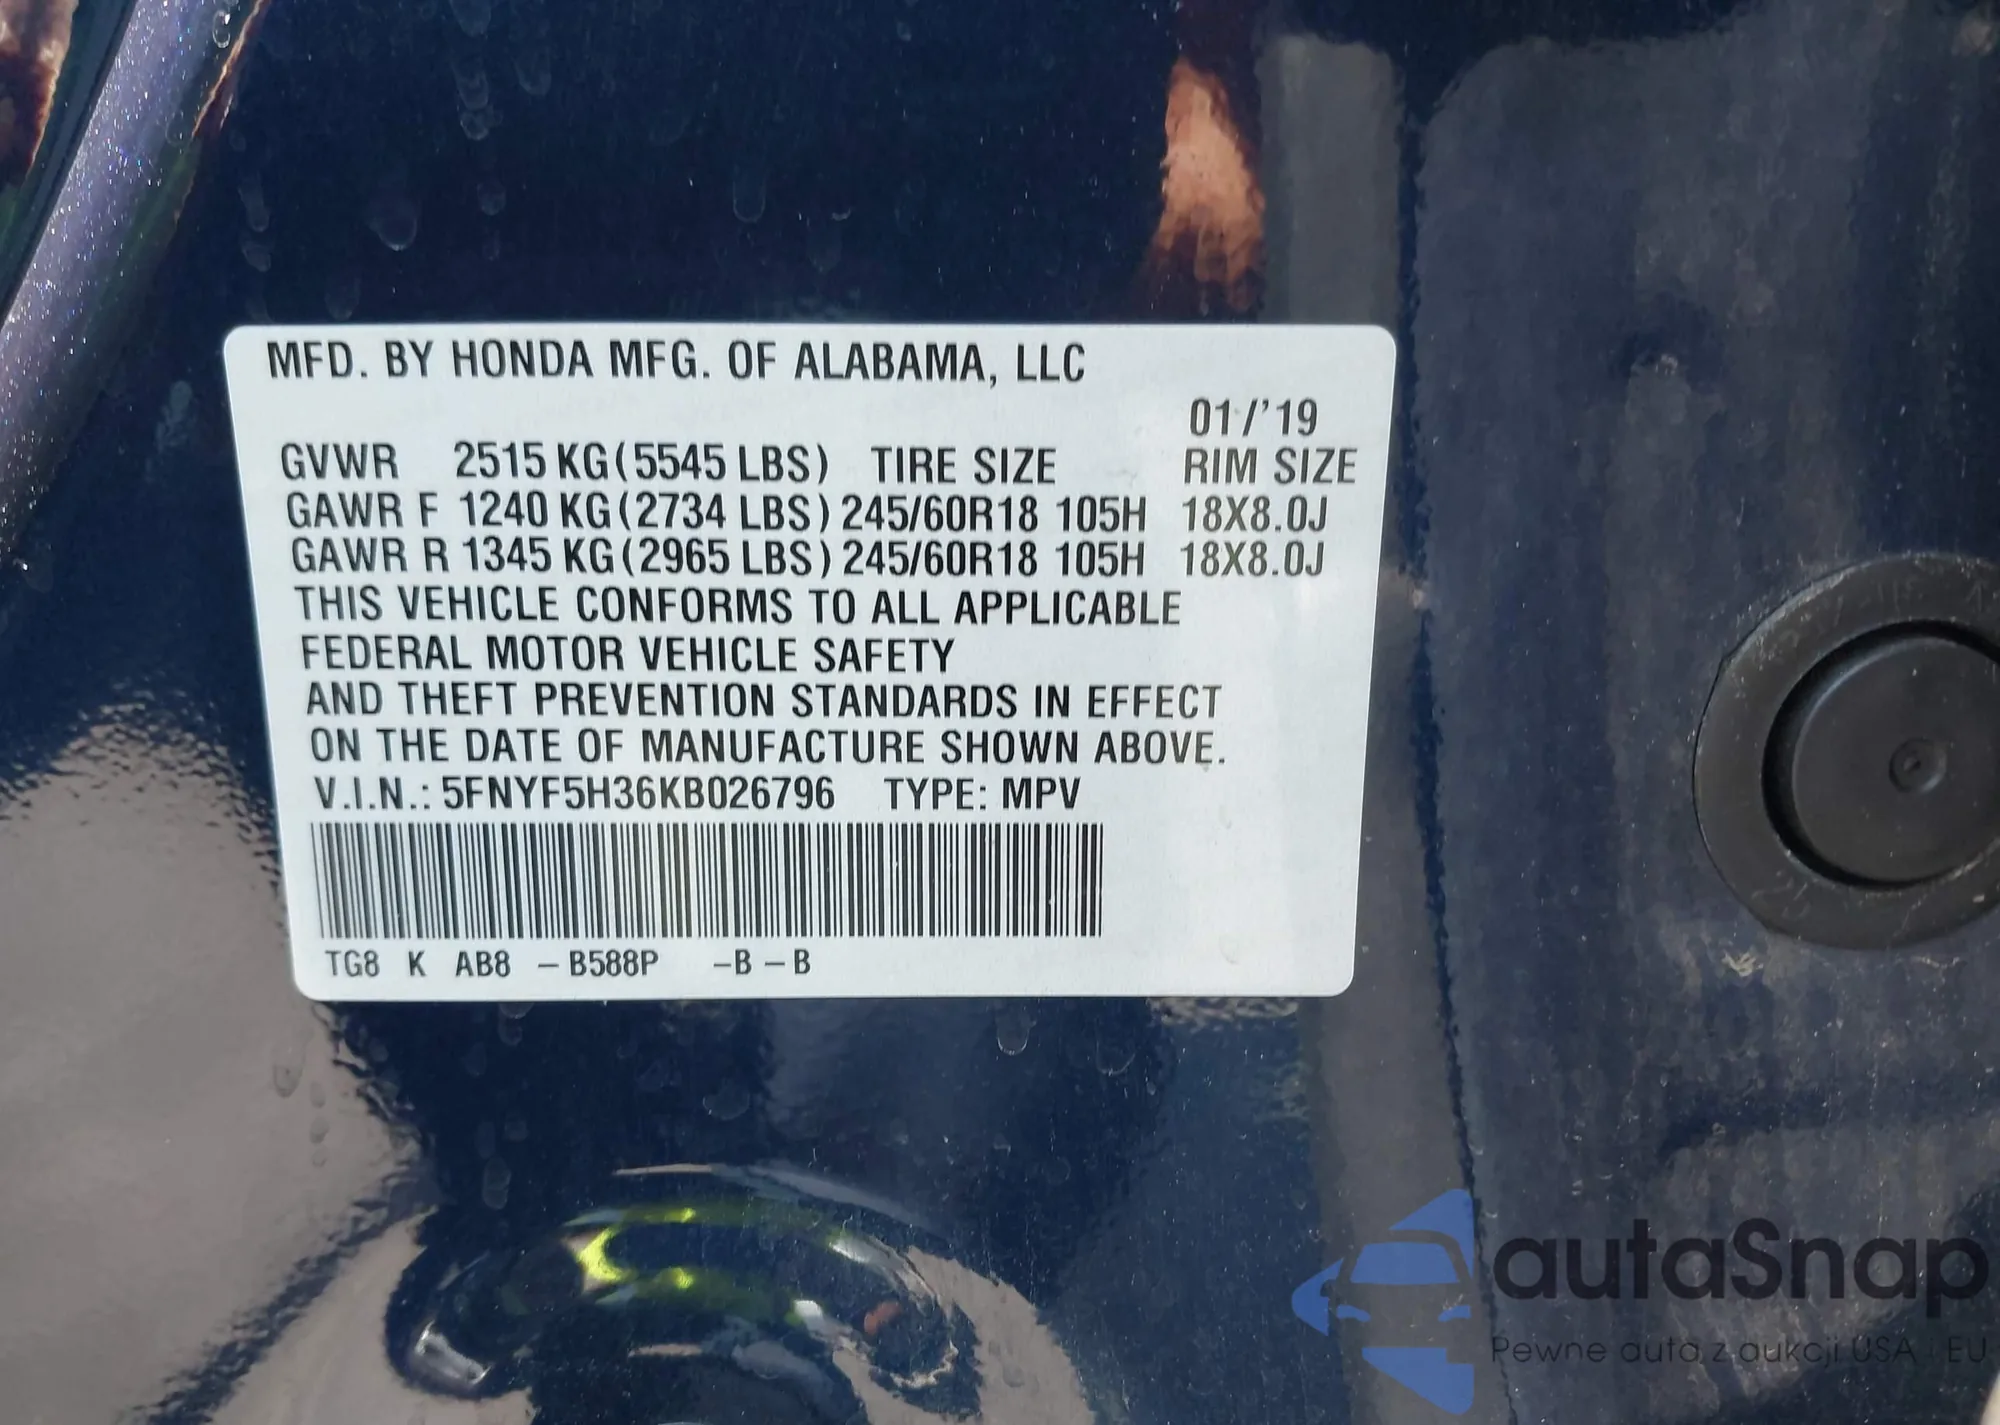 MFD. BY HONDA MFG. OF ALABAMA, LLC
01/'19
GVWR 2515 KG (5545 LBS) TIRE SIZE RIM SIZE
GAWR F 1240 KG (2734 LBS) 245/60R18 105H 18X8.0J
GAWR R 1345 KG (2965 LBS) 245/60R18 105H 18X8.0J
THIS VEHICLE CONFORMS TO ALL APPLICABLE
FEDERAL MOTOR VEHICLE SAFETY
AND THEFT PREVENTION STANDARDS IN EFFECT
ON THE DATE OF MANUFACTURE SHOWN ABOVE.
V.I.N.: 5FNYF5H36KB026796 TYPE: MPV
TG8 K AB8 – B588P –B – B
autaSnap
Pewne auta z aukcji USA i EU